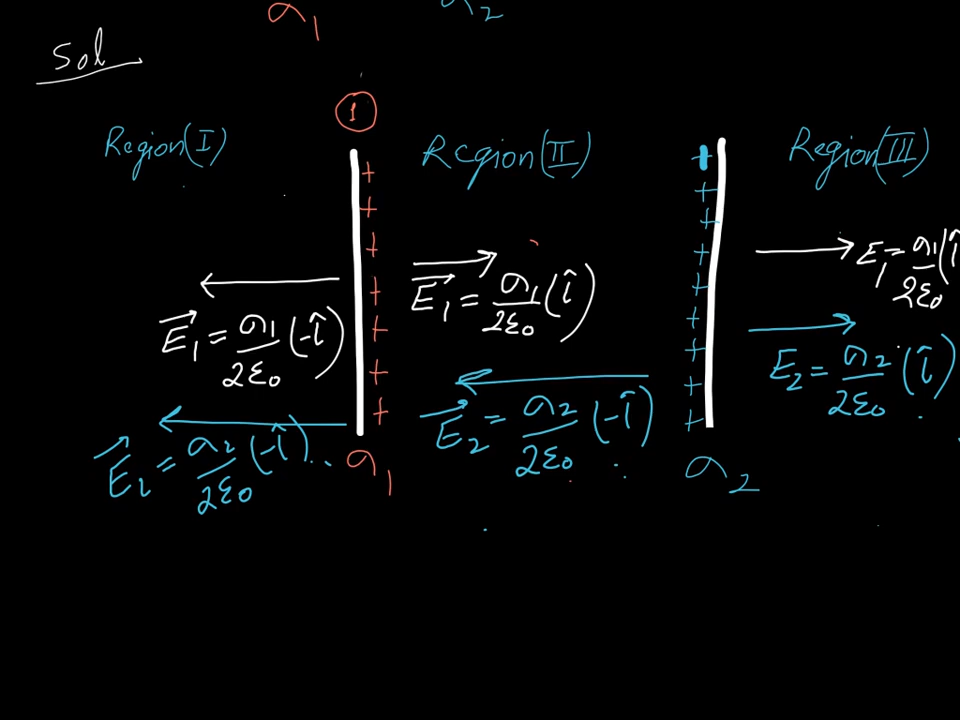 σ₁ σ₂
Sol
①
Region(I) Region(II) Region(III)
+ + + + + + +
+ + + + + + + + +
E₁ = σ₁/2ε₀ (î
E₁⃗ = σ₁/2ε₀ (î)
E₁⃗ = σ₁/2ε₀ (-î)
E₂ = σ₂/2ε₀ (î)
E₂⃗ = σ₂/2ε₀ (-î)
E₂⃗ = σ₂/2ε₀ (-î)..
σ₁ σ₂